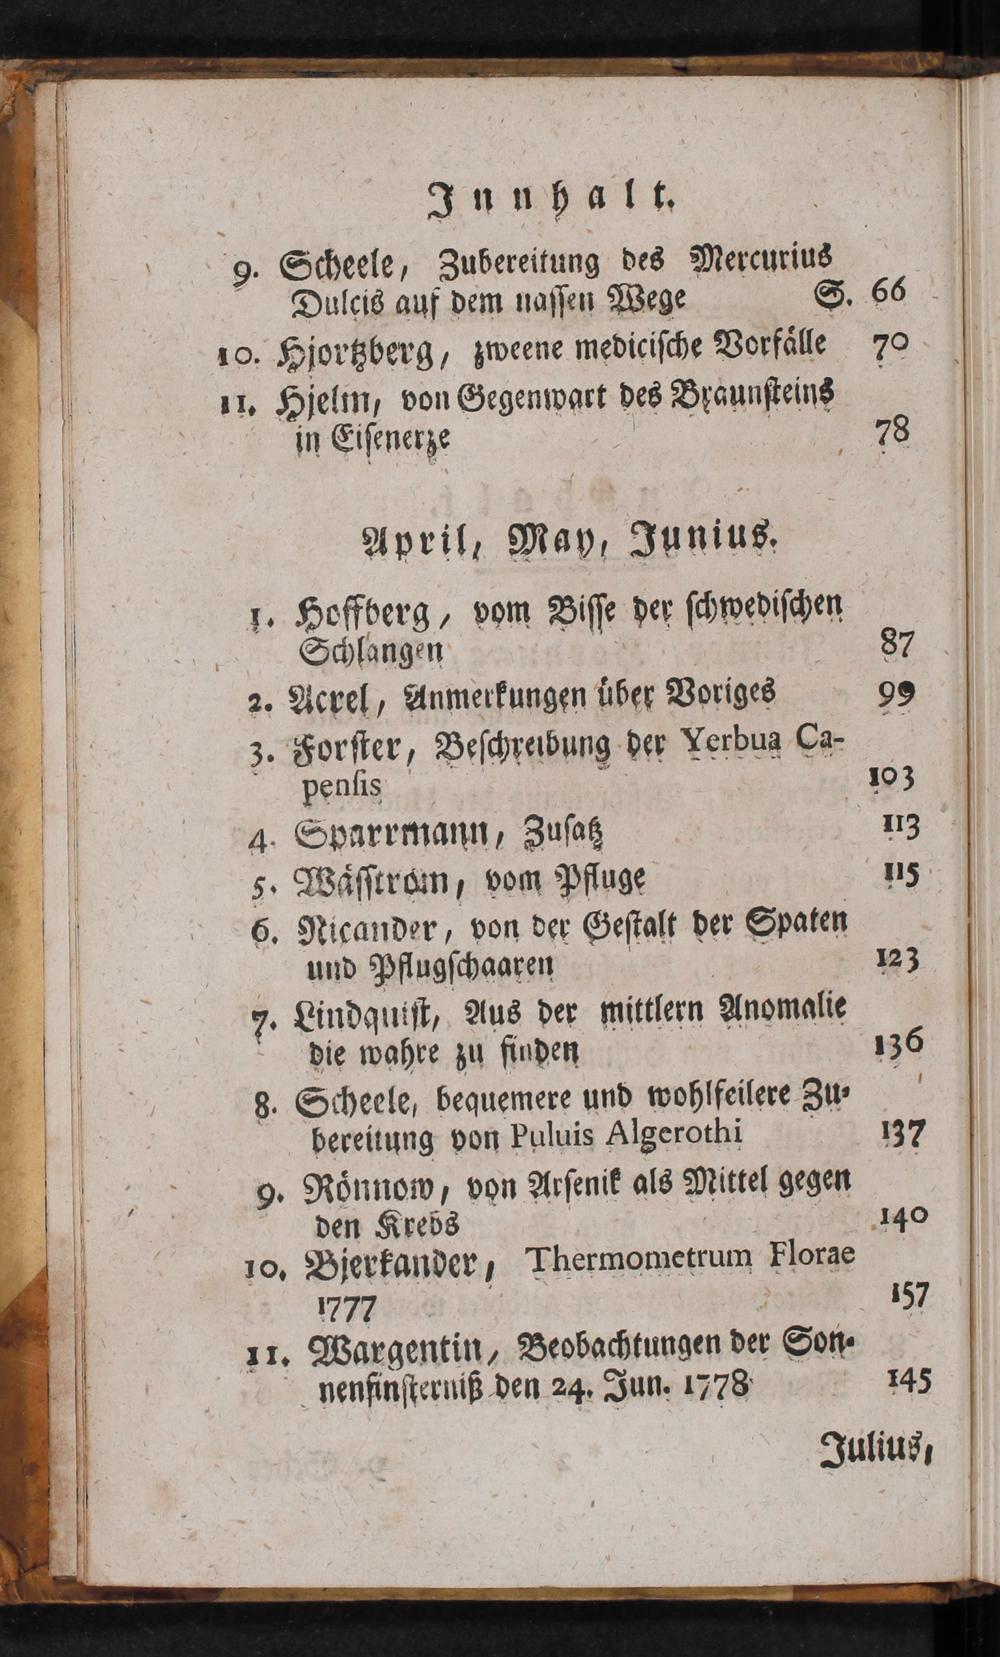 Innhalt.
9. Scheele, Zubereitung des Mercurius
Dulcis auf dem nassen Wege S. 66
10. Hjortzberg, zweene medicische Vorfälle 70
11. Hjelm, von Gegenwart des Braunsteins
in Eisenerze 78
April, May, Junius.
1. Hoffberg, vom Bisse der schwedischen
Schlangen 87
2. Acrel, Anmerkungen über Voriges 99
3. Forster, Beschreibung der Yerbua Ca-
pensis 103
4. Sparrmann, Zusatz 113
5. Wässtrom, vom Pfluge 115
6. Nicander, von der Gestalt der Spaten
und Pflugschaaren 123
7. Lindquist, Aus der mittlern Anomalie
die wahre zu finden 136
8. Scheele, bequemere und wohlfeilere Zu-
bereitung von Puluis Algerothi 137
9. Rönnow, von Arsenik als Mittel gegen
den Krebs 140
10. Bjerkander, Thermometrum Florae
1777 157
11. Wargentin, Beobachtungen der Son-
nenfinsterniß den 24. Jun. 1778 145
Julius,